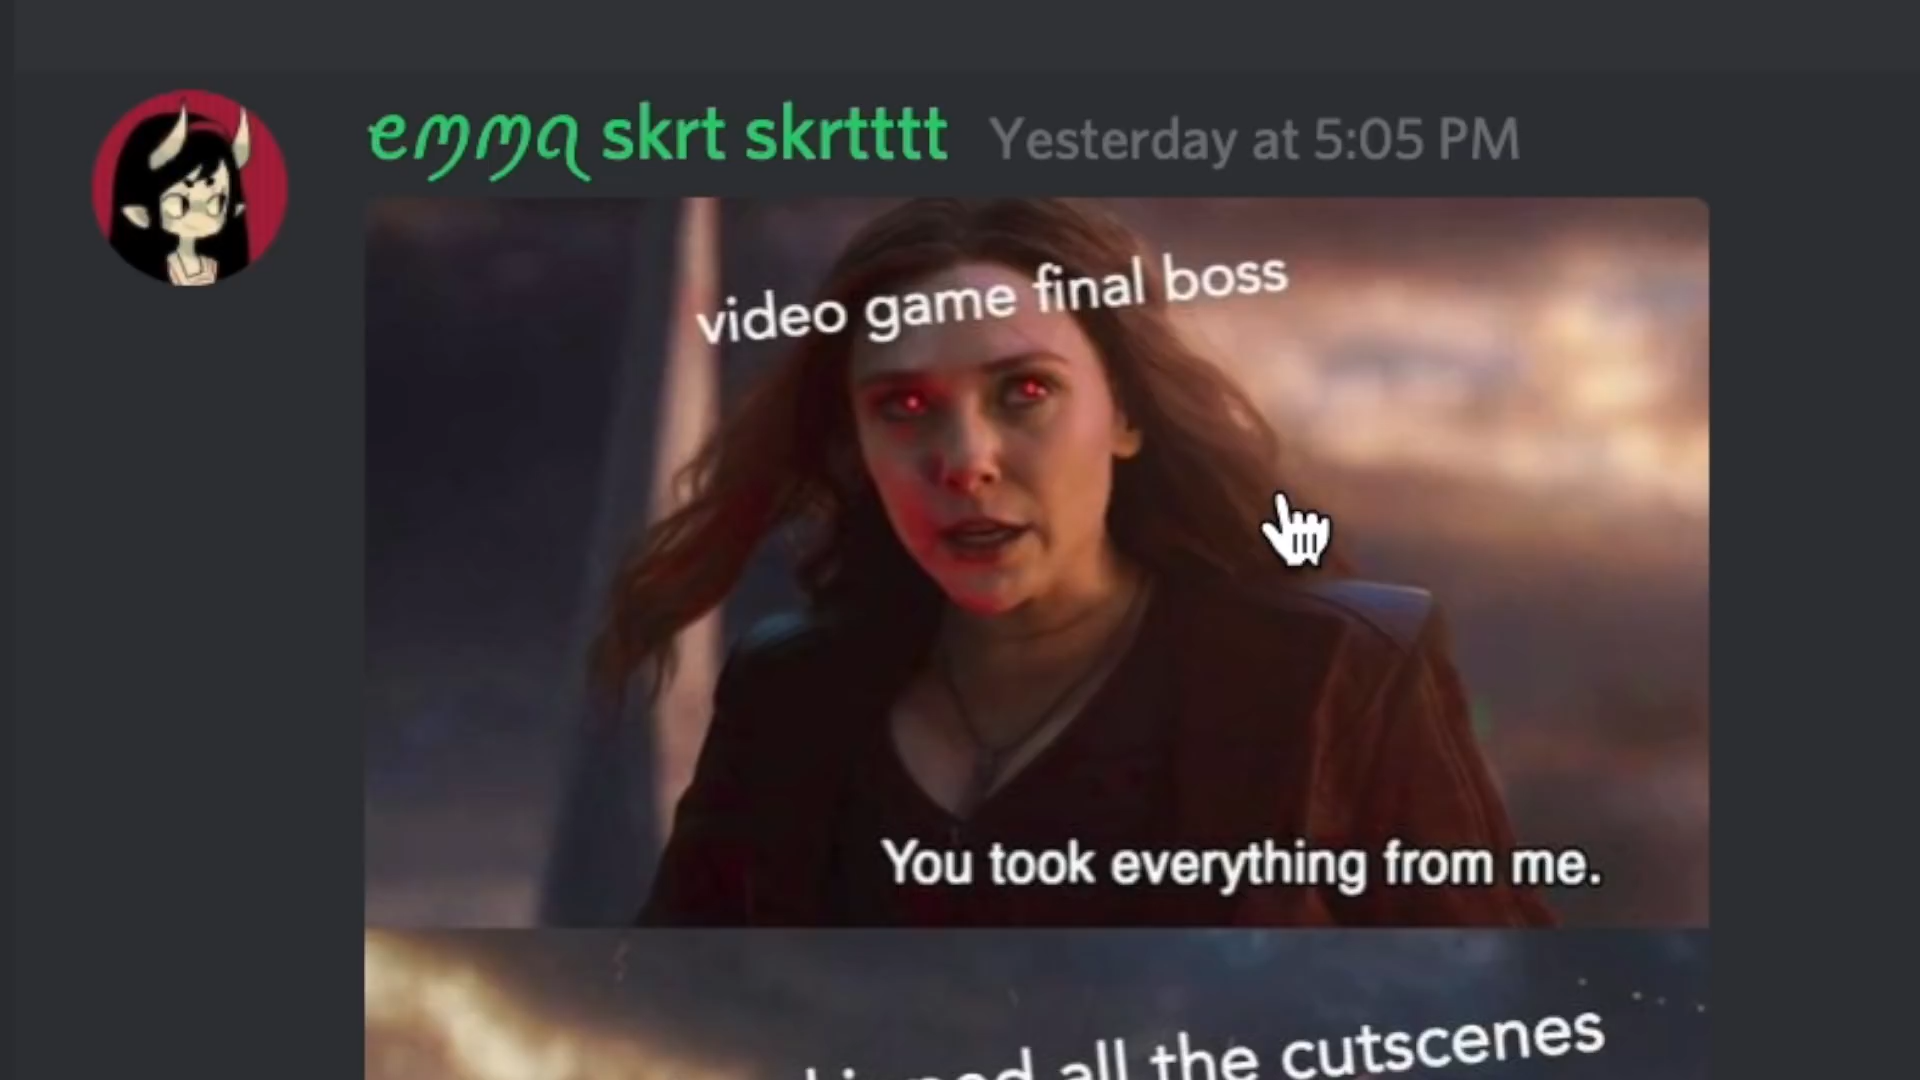 emma skrt skrtttt Yesterday at 5:05 PM
video game final boss
You took everything from me.
all the cutscenes